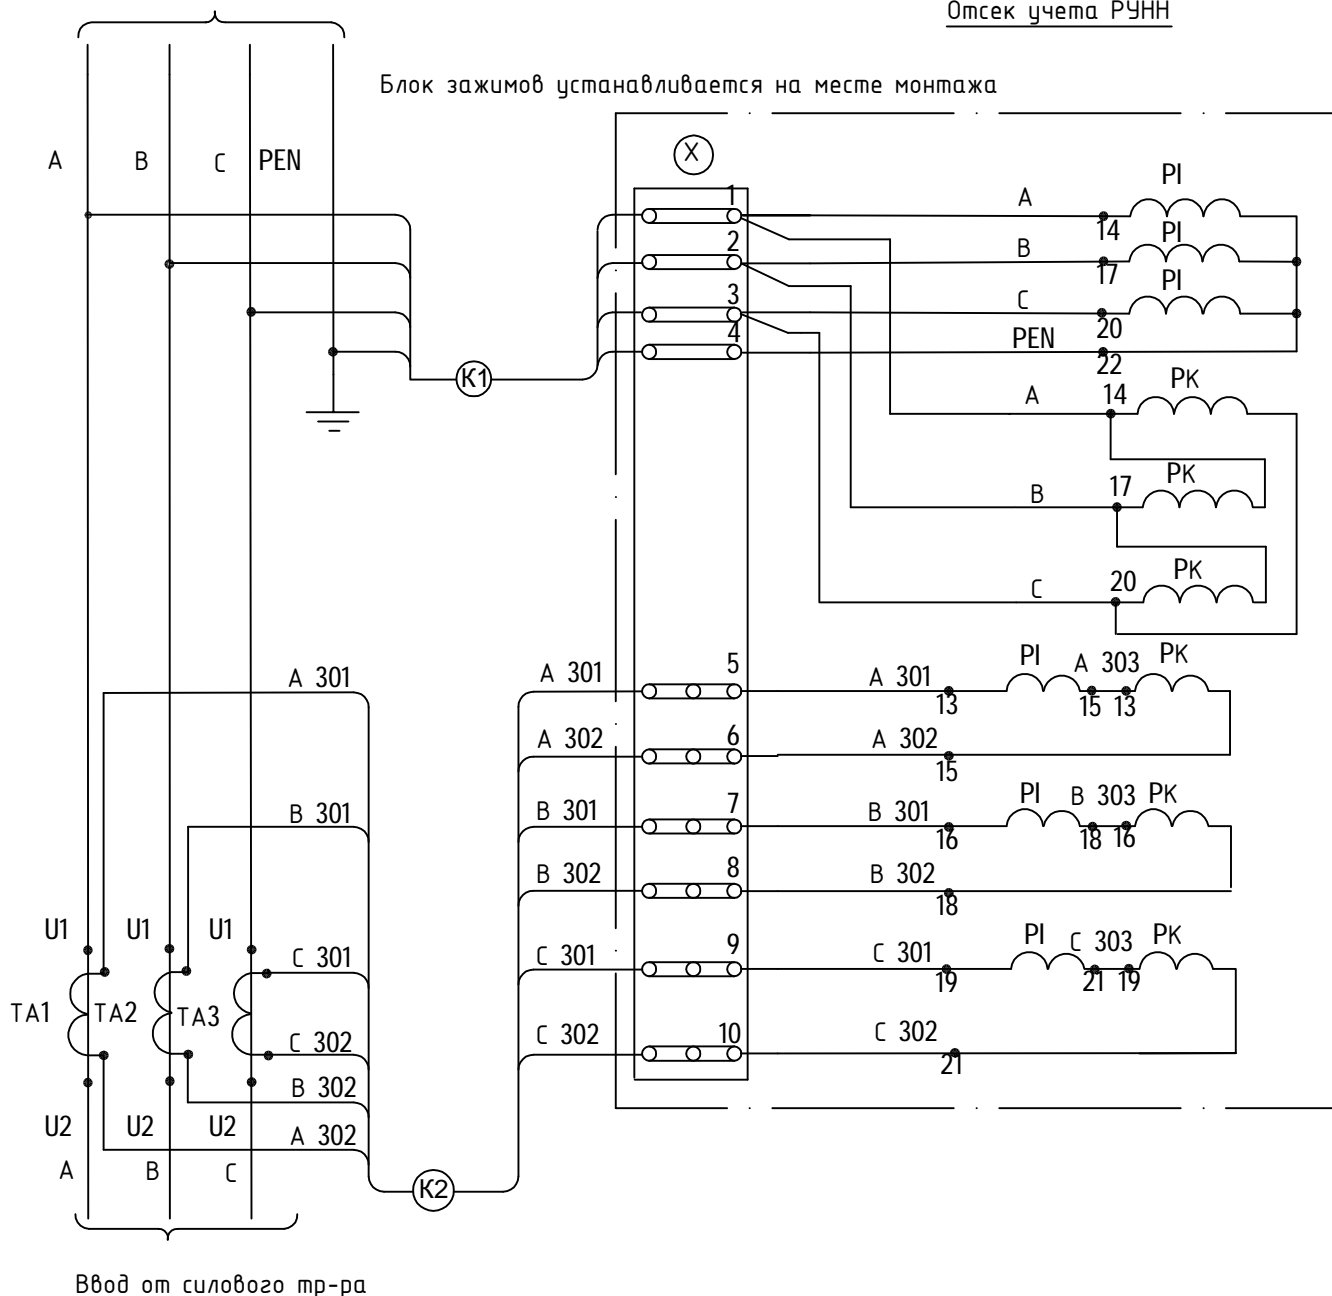 Отсек учета РУНН
Блок зажимов устанавливается на месте монтажа
A B C PEN
X
1
A
PI
14
2
B
PI
17
3
C
PI
20
4
PEN
22
K1
A
14
PK
B
17
PK
C
20
PK
A 301
A 301
5
A 301
13
PI
A 303
15 13
PK
A 302
6
A 302
15
B 301
B 301
7
B 301
16
PI
B 303
18 16
PK
B 302
8
B 302
18
U1 U1 U1
C 301
C 301
9
C 301
19
PI
C 303
21 19
PK
TA1 TA2 TA3
C 302
C 302
10
C 302
21
B 302
U2 U2 U2
A 302
A B C
K2
Ввод от силового тр-ра